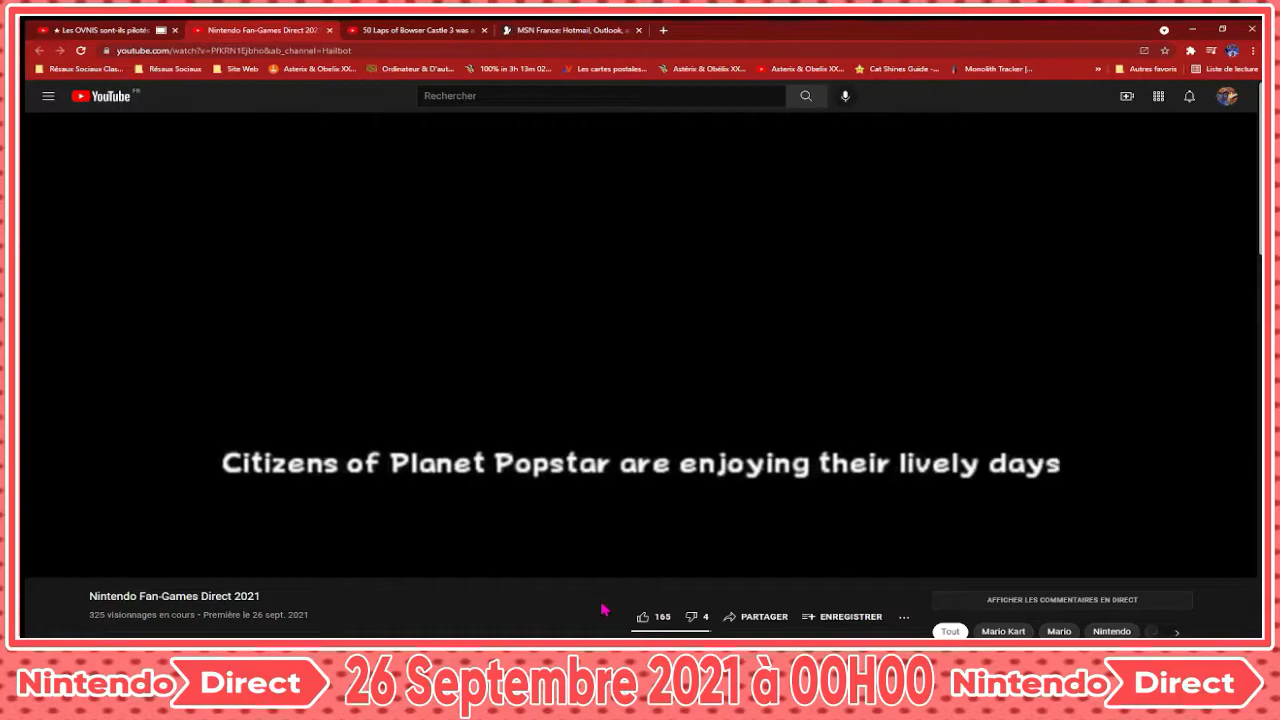 ★ Les OVNIS sont-ils pilotés
Nintendo Fan-Games Direct 202
50 Laps of Bowser Castle 3 was a
MSN France: Hotmail, Outlook, a
youtube.com/watch?v=PfKRN1Ejbho&ab_channel=Hailbot
Résaux Sociaux Clas...
Résaux Sociaux
Site Web
Asterix & Obelix XX...
Ordinateur & D'aut...
100% in 3h 13m 02...
Les cartes postales...
Astérix & Obélix XX...
Asterix & Obelix XX...
Cat Shines Guide -...
Monolith Tracker |...
»
Autres favoris
Liste de lecture
YouTube FR
Rechercher
Citizens of Planet Popstar are enjoying their lively days
Nintendo Fan-Games Direct 2021
325 visionnages en cours • Première le 26 sept. 2021
165
4
PARTAGER
ENREGISTRER
...
AFFICHER LES COMMENTAIRES EN DIRECT
Tout
Mario Kart
Mario
Nintendo
Nintendo Direct
26 Septembre 2021 à 00H00
Nintendo Direct